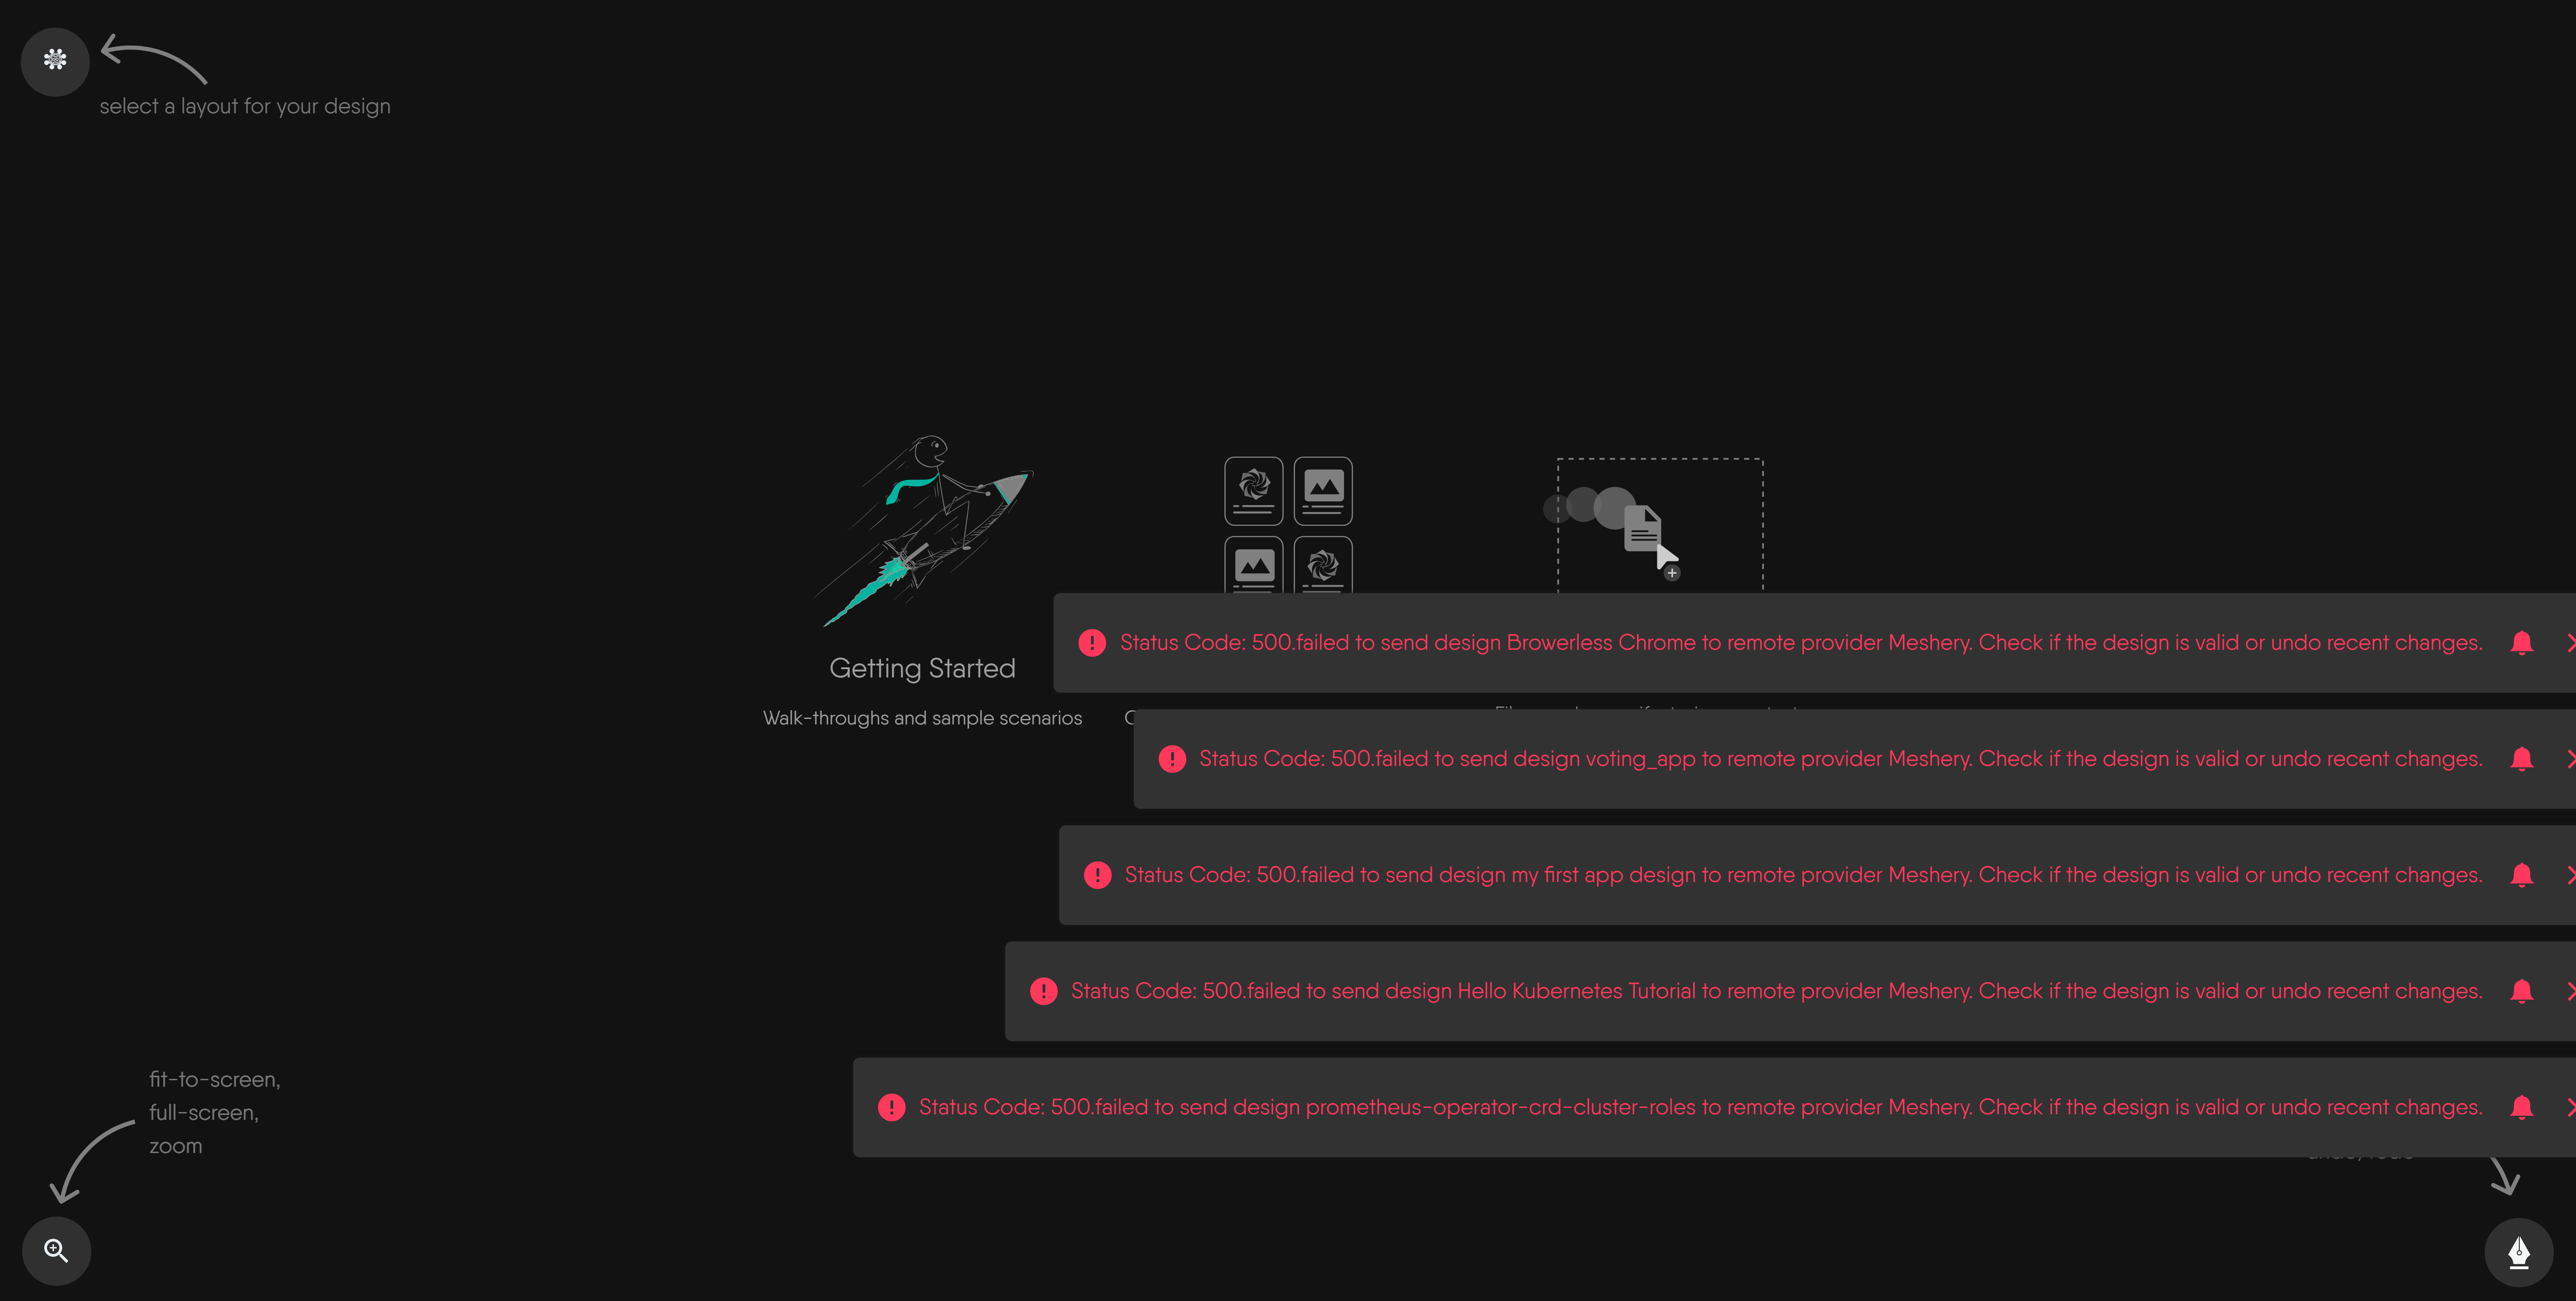 select a layout for your design
Getting Started
Walk-throughs and sample scenarios
Status Code: 500.failed to send design Browerless Chrome to remote provider Meshery. Check if the design is valid or undo recent changes.
Status Code: 500.failed to send design voting_app to remote provider Meshery. Check if the design is valid or undo recent changes.
Status Code: 500.failed to send design my first app design to remote provider Meshery. Check if the design is valid or undo recent changes.
Status Code: 500.failed to send design Hello Kubernetes Tutorial to remote provider Meshery. Check if the design is valid or undo recent changes.
Status Code: 500.failed to send design prometheus-operator-crd-cluster-roles to remote provider Meshery. Check if the design is valid or undo recent changes.
fit-to-screen,
full-screen,
zoom